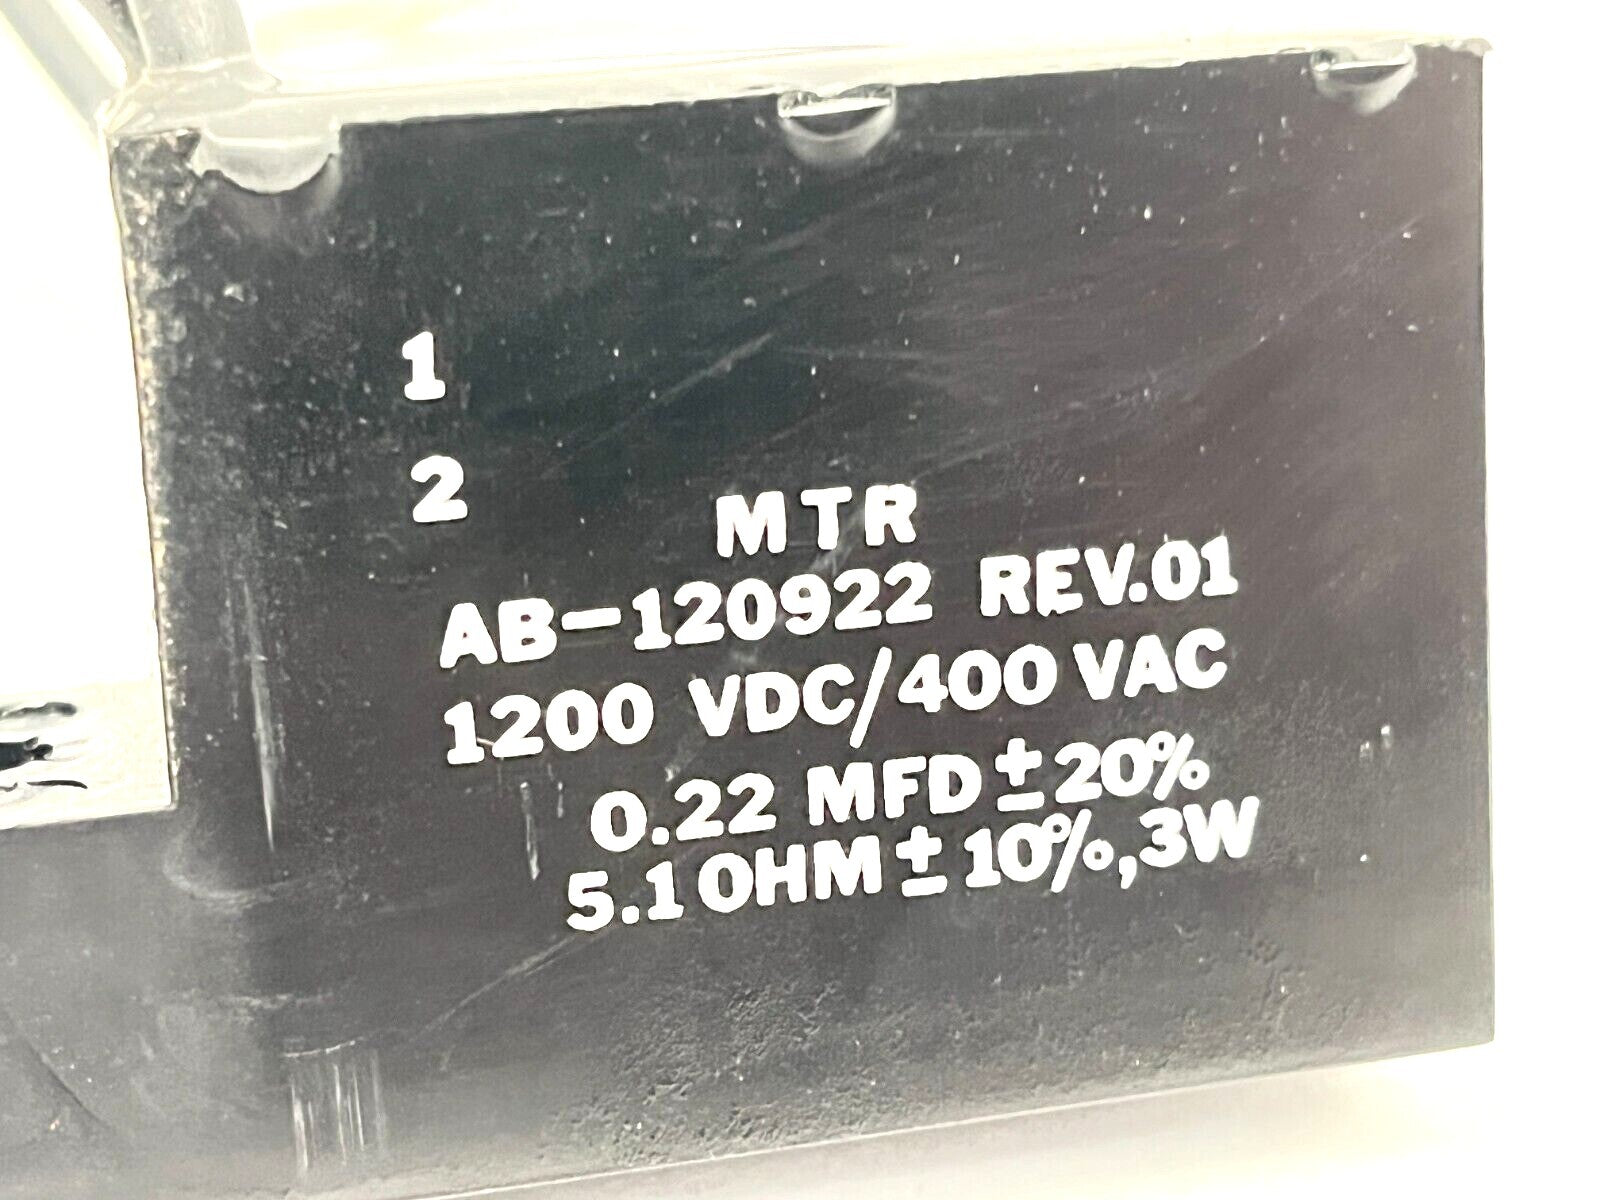 1
2
MTR
AB-120922 REV.01
1200 VDC/400 VAC
0.22 MFD ±20%
5.1 OHM ±10%,3W